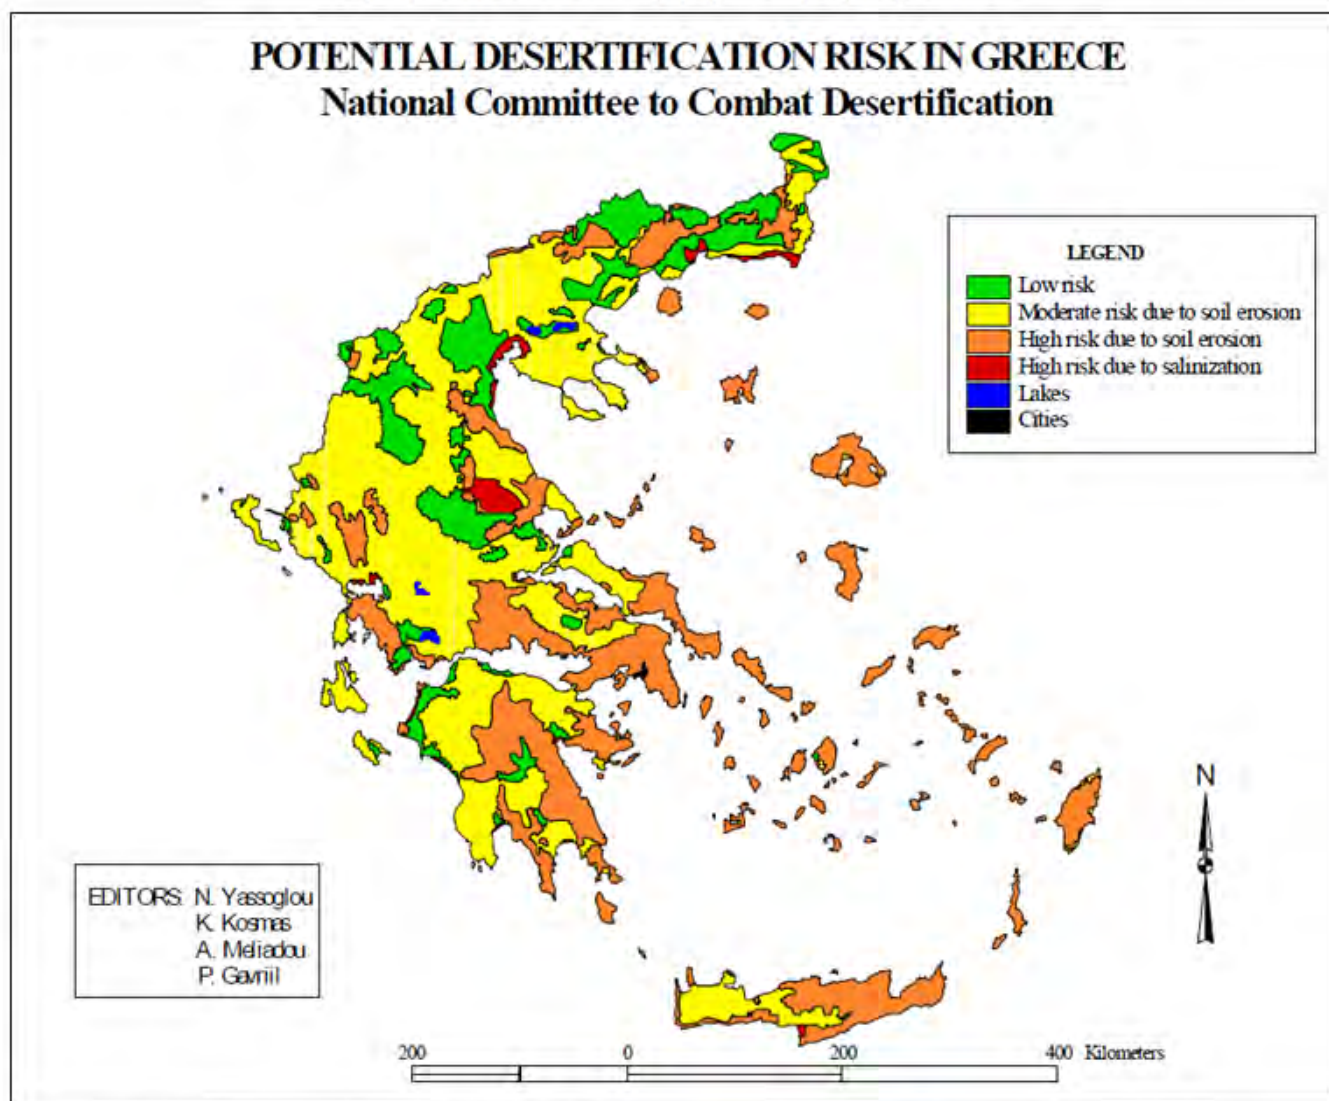 POTENTIAL DESERTIFICATION RISK IN GREECE
National Committee to Combat Desertification
LEGEND
Low risk
Moderate risk due to soil erosion
High risk due to soil erosion
High risk due to salinization
Lakes
Cities
N
EDITORS: N. Yassoglou
K. Kosmas
A. Meliadou
P. Gavriil
200 0 200 400 Kilometers